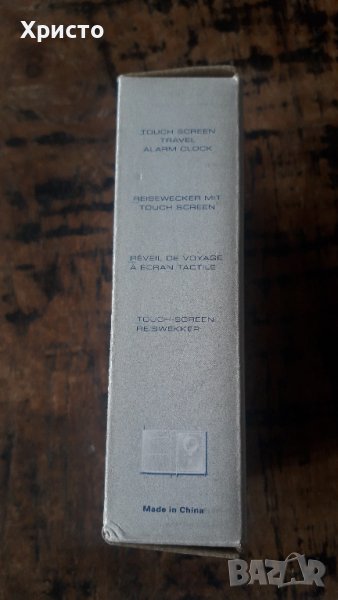 Христо
TOUCH SCREEN
TRAVEL
ALARM CLOCK
REISEWECKER MIT
TOUCH SCREEN
RÉVEIL DE VOYAGE
À ÉCRAN TACTILE
TOUCH-SCREEN
REISWEKKER
Made in China
BAZAR